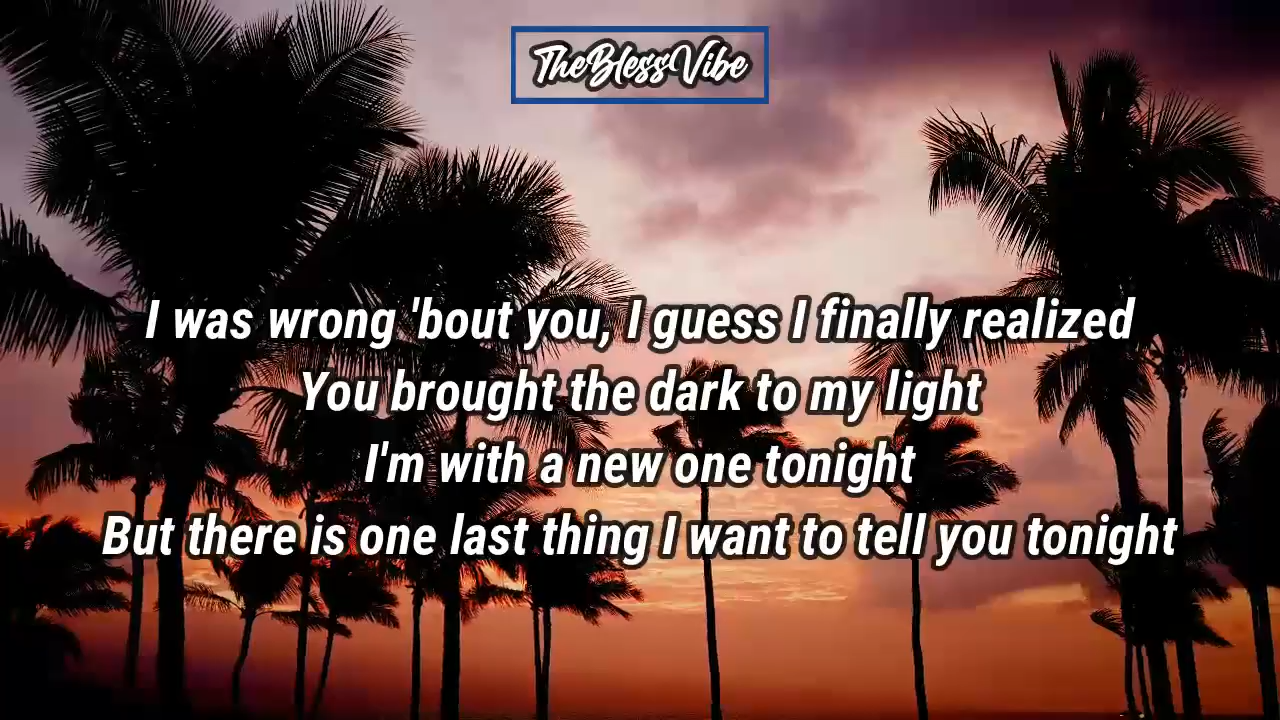 TheBlessVibe
I was wrong 'bout you, I guess I finally realized
You brought the dark to my light
I'm with a new one tonight
But there is one last thing I want to tell you tonight